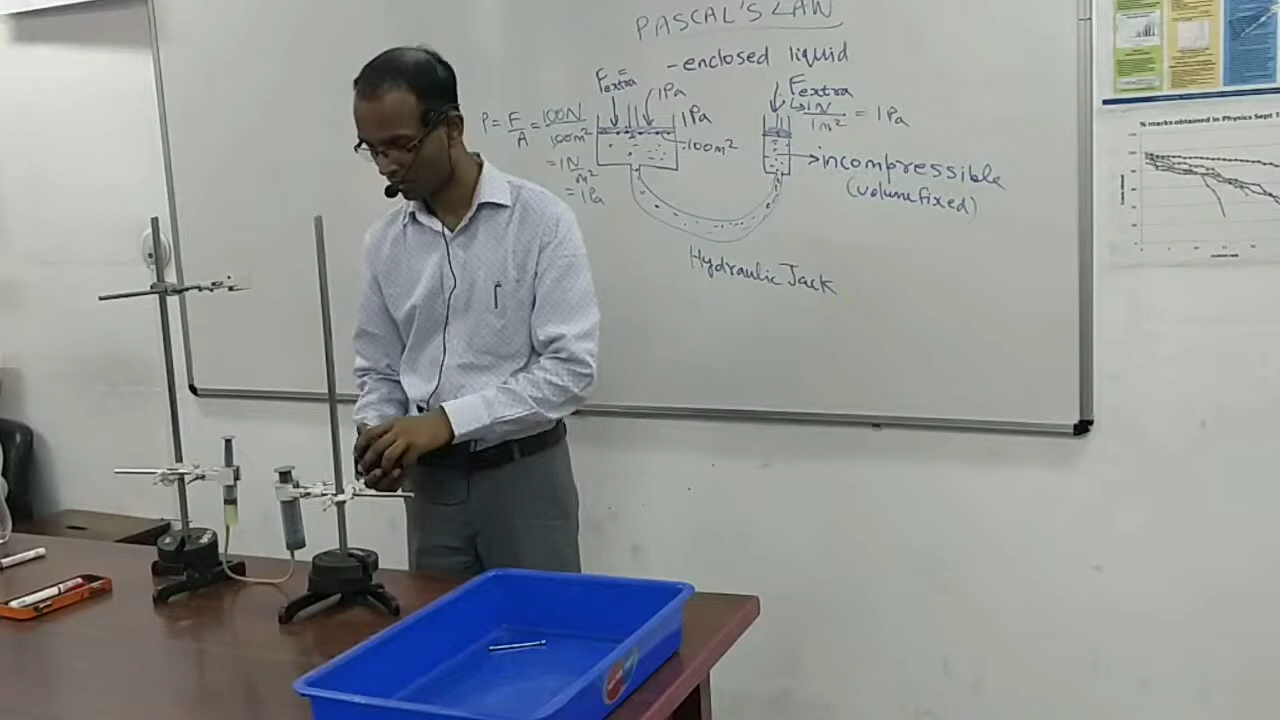 PASCAL'S LAW
-enclosed liquid
Fextra =
1Pa
1Pa
100m²
P = F/A = 100N/100m²
= 1N/m²
= 1Pa
Fextra
↳ 1N/1m² = 1Pa
→incompressible
(volume fixed)
Hydraulic Jack
% marks obtained in Physics Sept 1